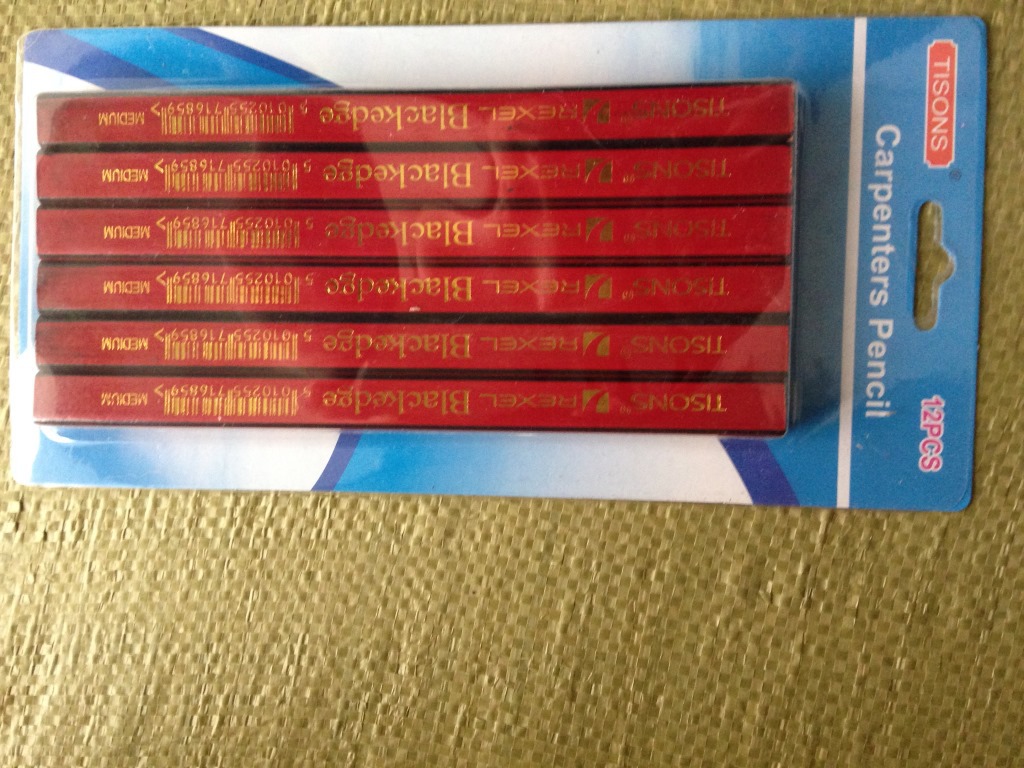 TISONS
Carpenters Pencil
12PCS
TISONS® REXEL Blackedge 5 010255 716859 > MEDIUM
TISONS® REXEL Blackedge 5 010255 716859 > MEDIUM
TISONS® REXEL Blackedge 5 010255 716859 > MEDIUM
TISONS® REXEL Blackedge 5 010255 716859 > MEDIUM
TISONS® REXEL Blackedge 5 010255 716859 > MEDIUM
TISONS® REXEL Blackedge 5 010255 716859 > MEDIUM